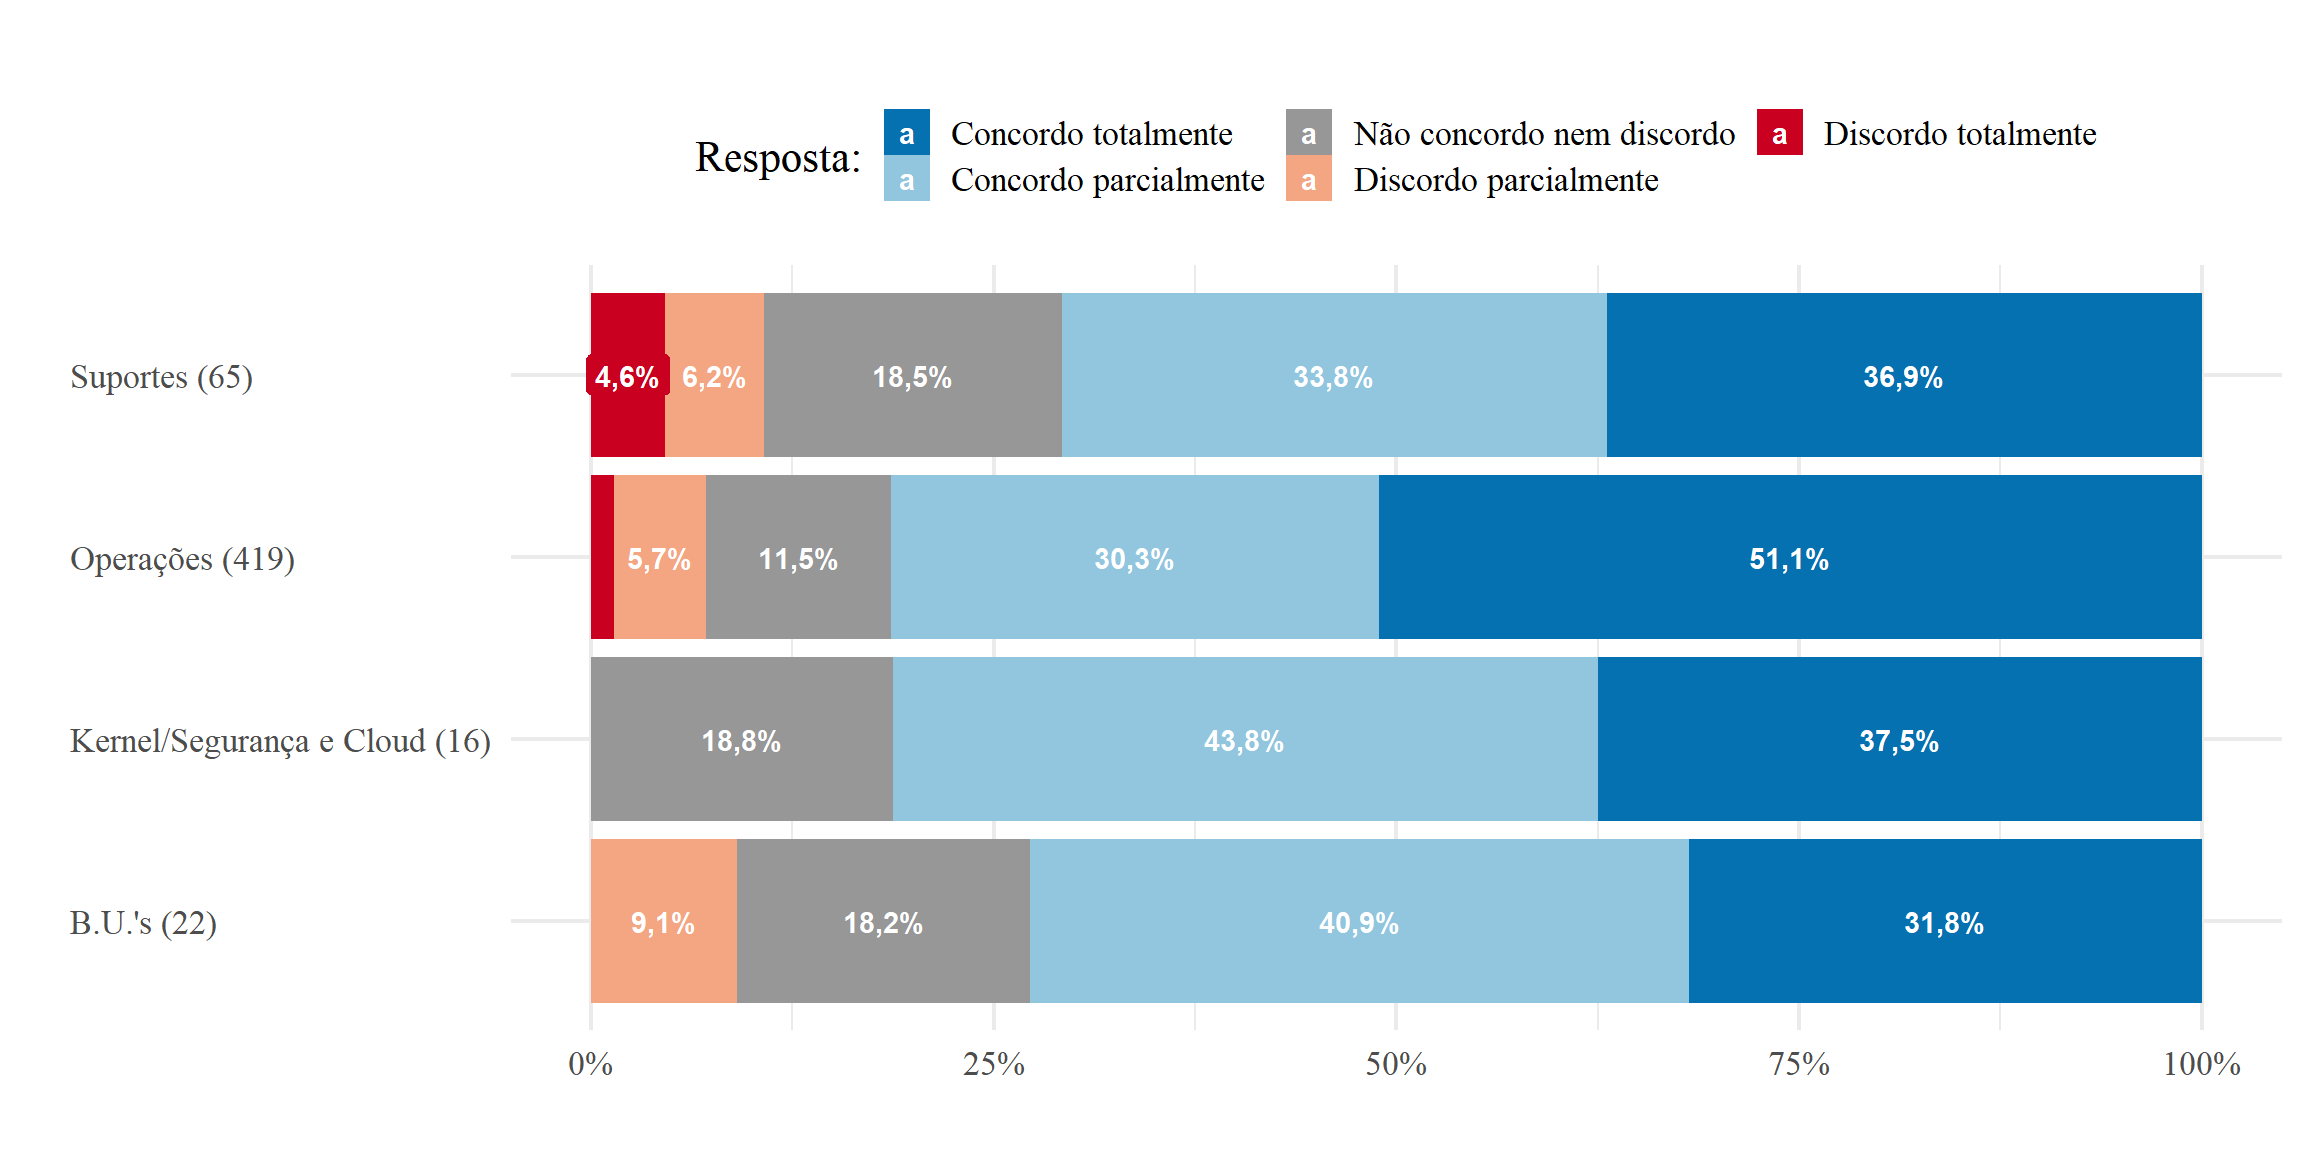 Resposta:
a Concordo totalmente a Não concordo nem discordo a Discordo totalmente
a Concordo parcialmente a Discordo parcialmente
Suportes (65) 4,6% 6,2% 18,5% 33,8% 36,9%
Operações (419) 5,7% 11,5% 30,3% 51,1%
Kernel/Segurança e Cloud (16) 18,8% 43,8% 37,5%
B.U.'s (22) 9,1% 18,2% 40,9% 31,8%
0% 25% 50% 75% 100%